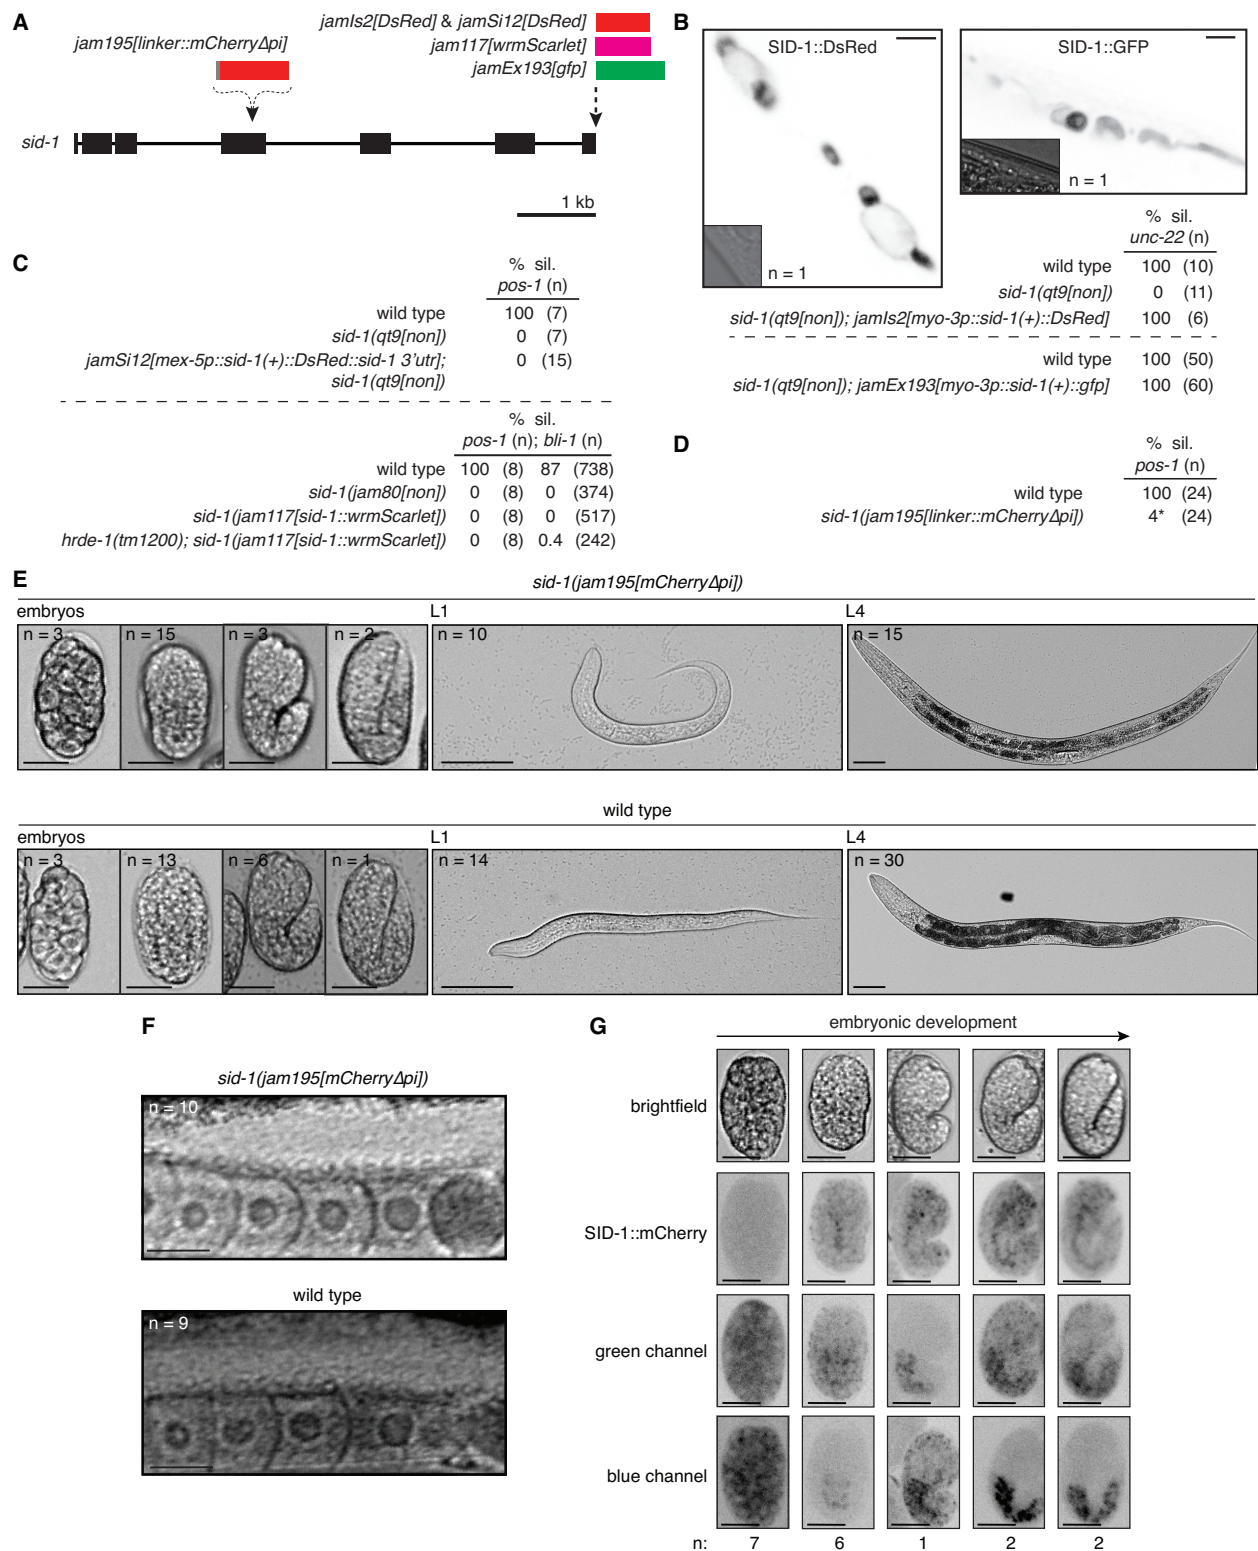 A
jamIs2[DsRed] & jamSi12[DsRed]
jam195[linker::mCherryΔpi]
jam117[wrmScarlet]
jamEx193[gfp]
sid-1
1 kb
B
SID-1::DsRed
n = 1
SID-1::GFP
n = 1
% sil.
unc-22 (n)
wild type 100 (10)
sid-1(qt9[non]) 0 (11)
sid-1(qt9[non]); jamIs2[myo-3p::sid-1(+)::DsRed] 100 (6)
wild type 100 (50)
sid-1(qt9[non]); jamEx193[myo-3p::sid-1(+)::gfp] 100 (60)
C
% sil.
pos-1 (n)
wild type 100 (7)
sid-1(qt9[non]) 0 (7)
jamSi12[mex-5p::sid-1(+)::DsRed::sid-1 3'utr]; 0 (15)
sid-1(qt9[non])
% sil.
pos-1 (n); bli-1 (n)
wild type 100 (8) 87 (738)
sid-1(jam80[non]) 0 (8) 0 (374)
sid-1(jam117[sid-1::wrmScarlet]) 0 (8) 0 (517)
hrde-1(tm1200); sid-1(jam117[sid-1::wrmScarlet]) 0 (8) 0.4 (242)
D
% sil.
pos-1 (n)
wild type 100 (24)
sid-1(jam195[linker::mCherryΔpi]) 4* (24)
E
sid-1(jam195[mCherryΔpi])
embryos L1 L4
n = 3 n = 15 n = 3 n = 2 n = 10 n = 15
wild type
embryos L1 L4
n = 3 n = 13 n = 6 n = 1 n = 14 n = 30
F
sid-1(jam195[mCherryΔpi])
n = 10
wild type
n = 9
G
embryonic development
brightfield
SID-1::mCherry
green channel
blue channel
n: 7 6 1 2 2